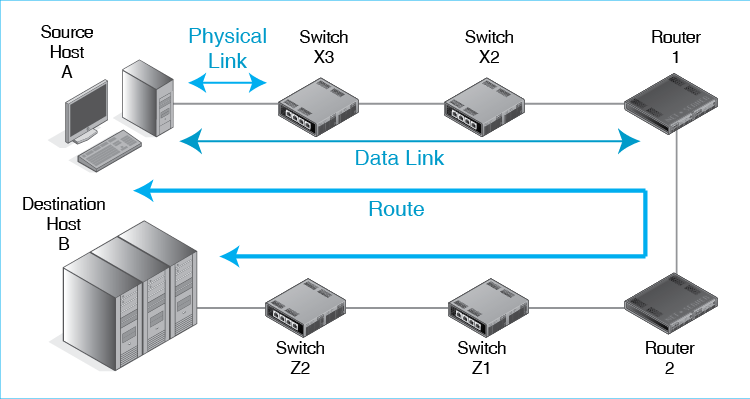 Source
Host
A
Physical
Link
Switch
X3
Switch
X2
Router
1
Data Link
Route
Destination
Host
B
Switch
Z2
Switch
Z1
Router
2